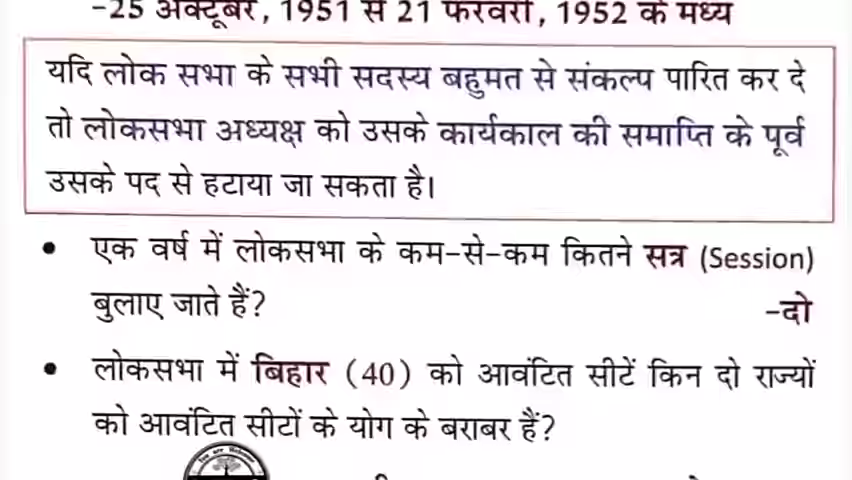 -25 अक्टूबर, 1951 से 21 फरवरी, 1952 के मध्य
यदि लोक सभा के सभी सदस्य बहुमत से संकल्प पारित कर दे
तो लोकसभा अध्यक्ष को उसके कार्यकाल की समाप्ति के पूर्व
उसके पद से हटाया जा सकता है।
• एक वर्ष में लोकसभा के कम-से-कम कितने सत्र (Session)
बुलाए जाते हैं?
-दो
• लोकसभा में बिहार (40) को आवंटित सीटें किन दो राज्यों
को आवंटित सीटों के योग के बराबर हैं?